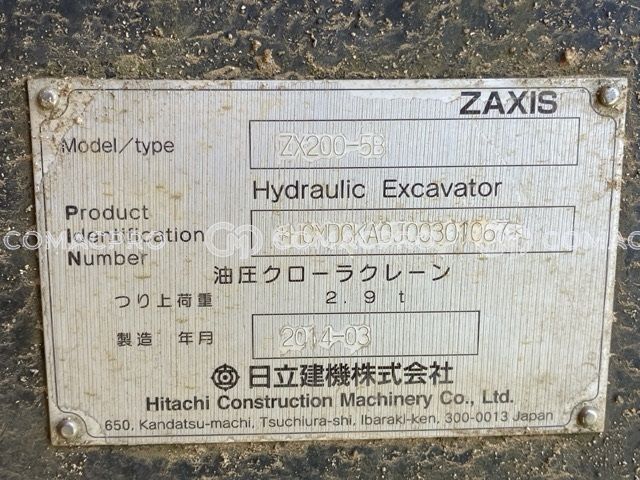 ZAXIS
Model/type ZX200-5B
Hydraulic Excavator
Product
Identification
Number
油圧クローラクレーン
つり上荷重 2.9 t
製造 年月 2014-03
日立建機株式会社
Hitachi Construction Machinery Co., Ltd.
650, Kandatsu-machi, Tsuchiura-shi, Ibaraki-ken, 300-0013 Japan